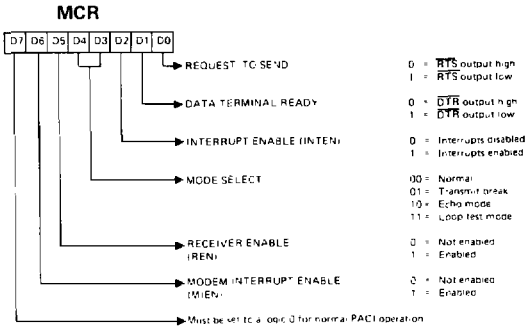 MCR
D7 D6 D5 D4 D3 D2 D1 D0
REQUEST TO SEND
0 = RTS output high
1 = RTS output low
DATA TERMINAL READY
0 = DTR output high
1 = DTR output low
INTERRUPT ENABLE (INTEN)
0 = Interrupts disabled
1 = Interrupts enabled
MODE SELECT
00 = Normal
01 = Transmit break
10 = Echo mode
11 = Loop test mode
RECEIVER ENABLE
(REN)
0 = Not enabled
1 = Enabled
MODEM INTERRUPT ENABLE
(MIEN)
0 = Not enabled
1 = Enabled
Must be set to a logic 0 for normal PACI operation